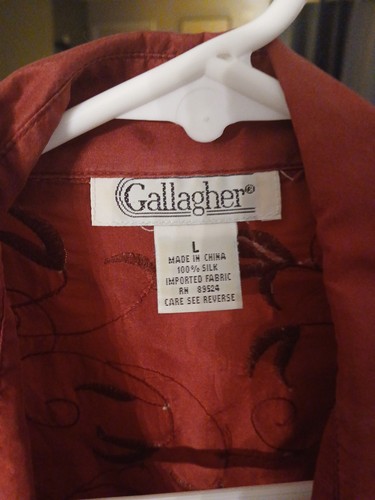 Gallagher®
L
MADE IN CHINA
100% SILK
IMPORTED FABRIC
RN 89524
CARE SEE REVERSE